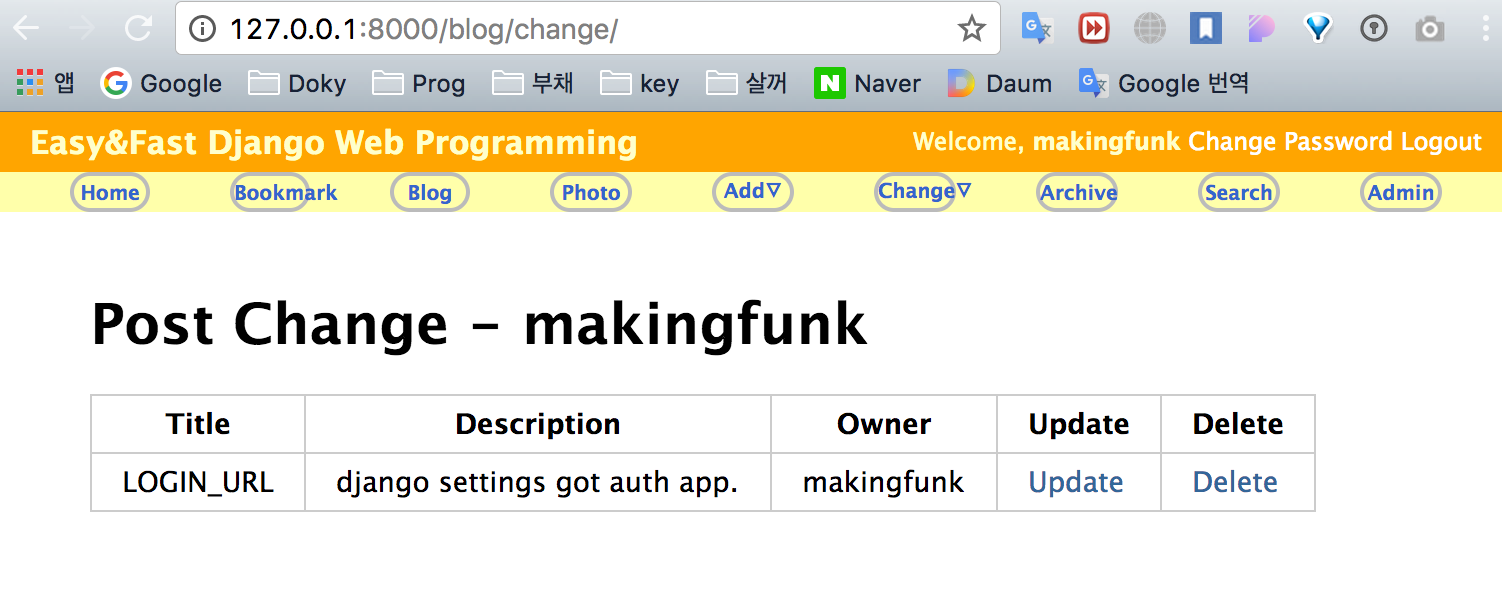 127.0.0.1:8000/blog/change/
앱 Google Doky Prog 부채 key 살꺼 Naver Daum Google 번역
Easy&Fast Django Web Programming Welcome, makingfunk Change Password Logout
Home Bookmark Blog Photo Add▽ Change▽ Archive Search Admin
Post Change - makingfunk
Title Description Owner Update Delete
LOGIN_URL django settings got auth app. makingfunk Update Delete